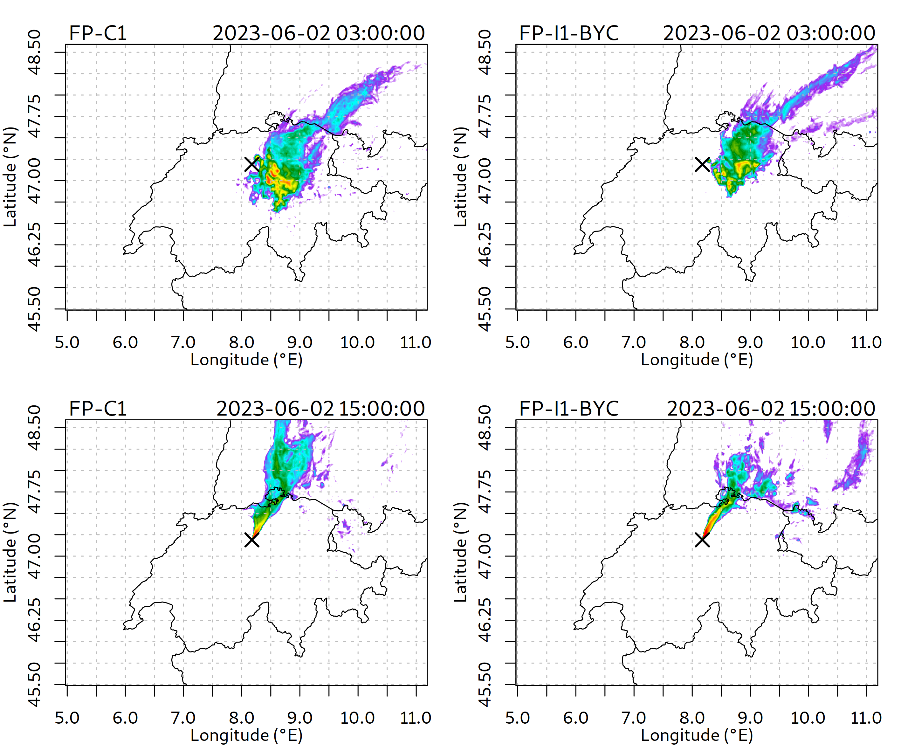 FP-C1 2023-06-02 03:00:00
48.50
47.75
47.00
46.25
45.50
Latitude (°N)
5.0 6.0 7.0 8.0 9.0 10.0 11.0
Longitude (°E)
FP-I1-BYC 2023-06-02 03:00:00
48.50
47.75
47.00
46.25
45.50
Latitude (°N)
5.0 6.0 7.0 8.0 9.0 10.0 11.0
Longitude (°E)
FP-C1 2023-06-02 15:00:00
48.50
47.75
47.00
46.25
45.50
Latitude (°N)
5.0 6.0 7.0 8.0 9.0 10.0 11.0
Longitude (°E)
FP-I1-BYC 2023-06-02 15:00:00
48.50
47.75
47.00
46.25
45.50
Latitude (°N)
5.0 6.0 7.0 8.0 9.0 10.0 11.0
Longitude (°E)